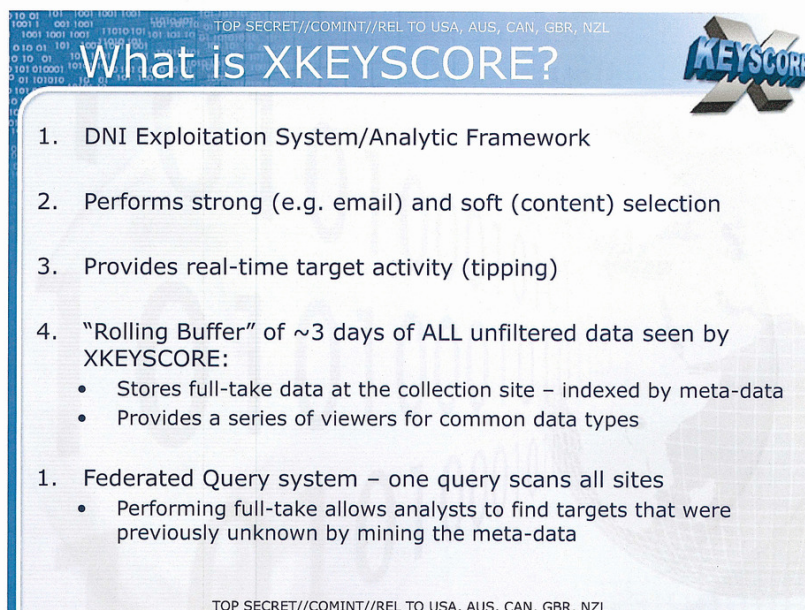 TOP SECRET//COMINT//REL TO USA, AUS, CAN, GBR, NZL
What is XKEYSCORE?
X KEYSCORE
1. DNI Exploitation System/Analytic Framework
2. Performs strong (e.g. email) and soft (content) selection
3. Provides real-time target activity (tipping)
4. “Rolling Buffer” of ~3 days of ALL unfiltered data seen by
XKEYSCORE:
• Stores full-take data at the collection site – indexed by meta-data
• Provides a series of viewers for common data types
1. Federated Query system – one query scans all sites
• Performing full-take allows analysts to find targets that were
previously unknown by mining the meta-data
TOP SECRET//COMINT//REL TO USA, AUS, CAN, GBR, NZL